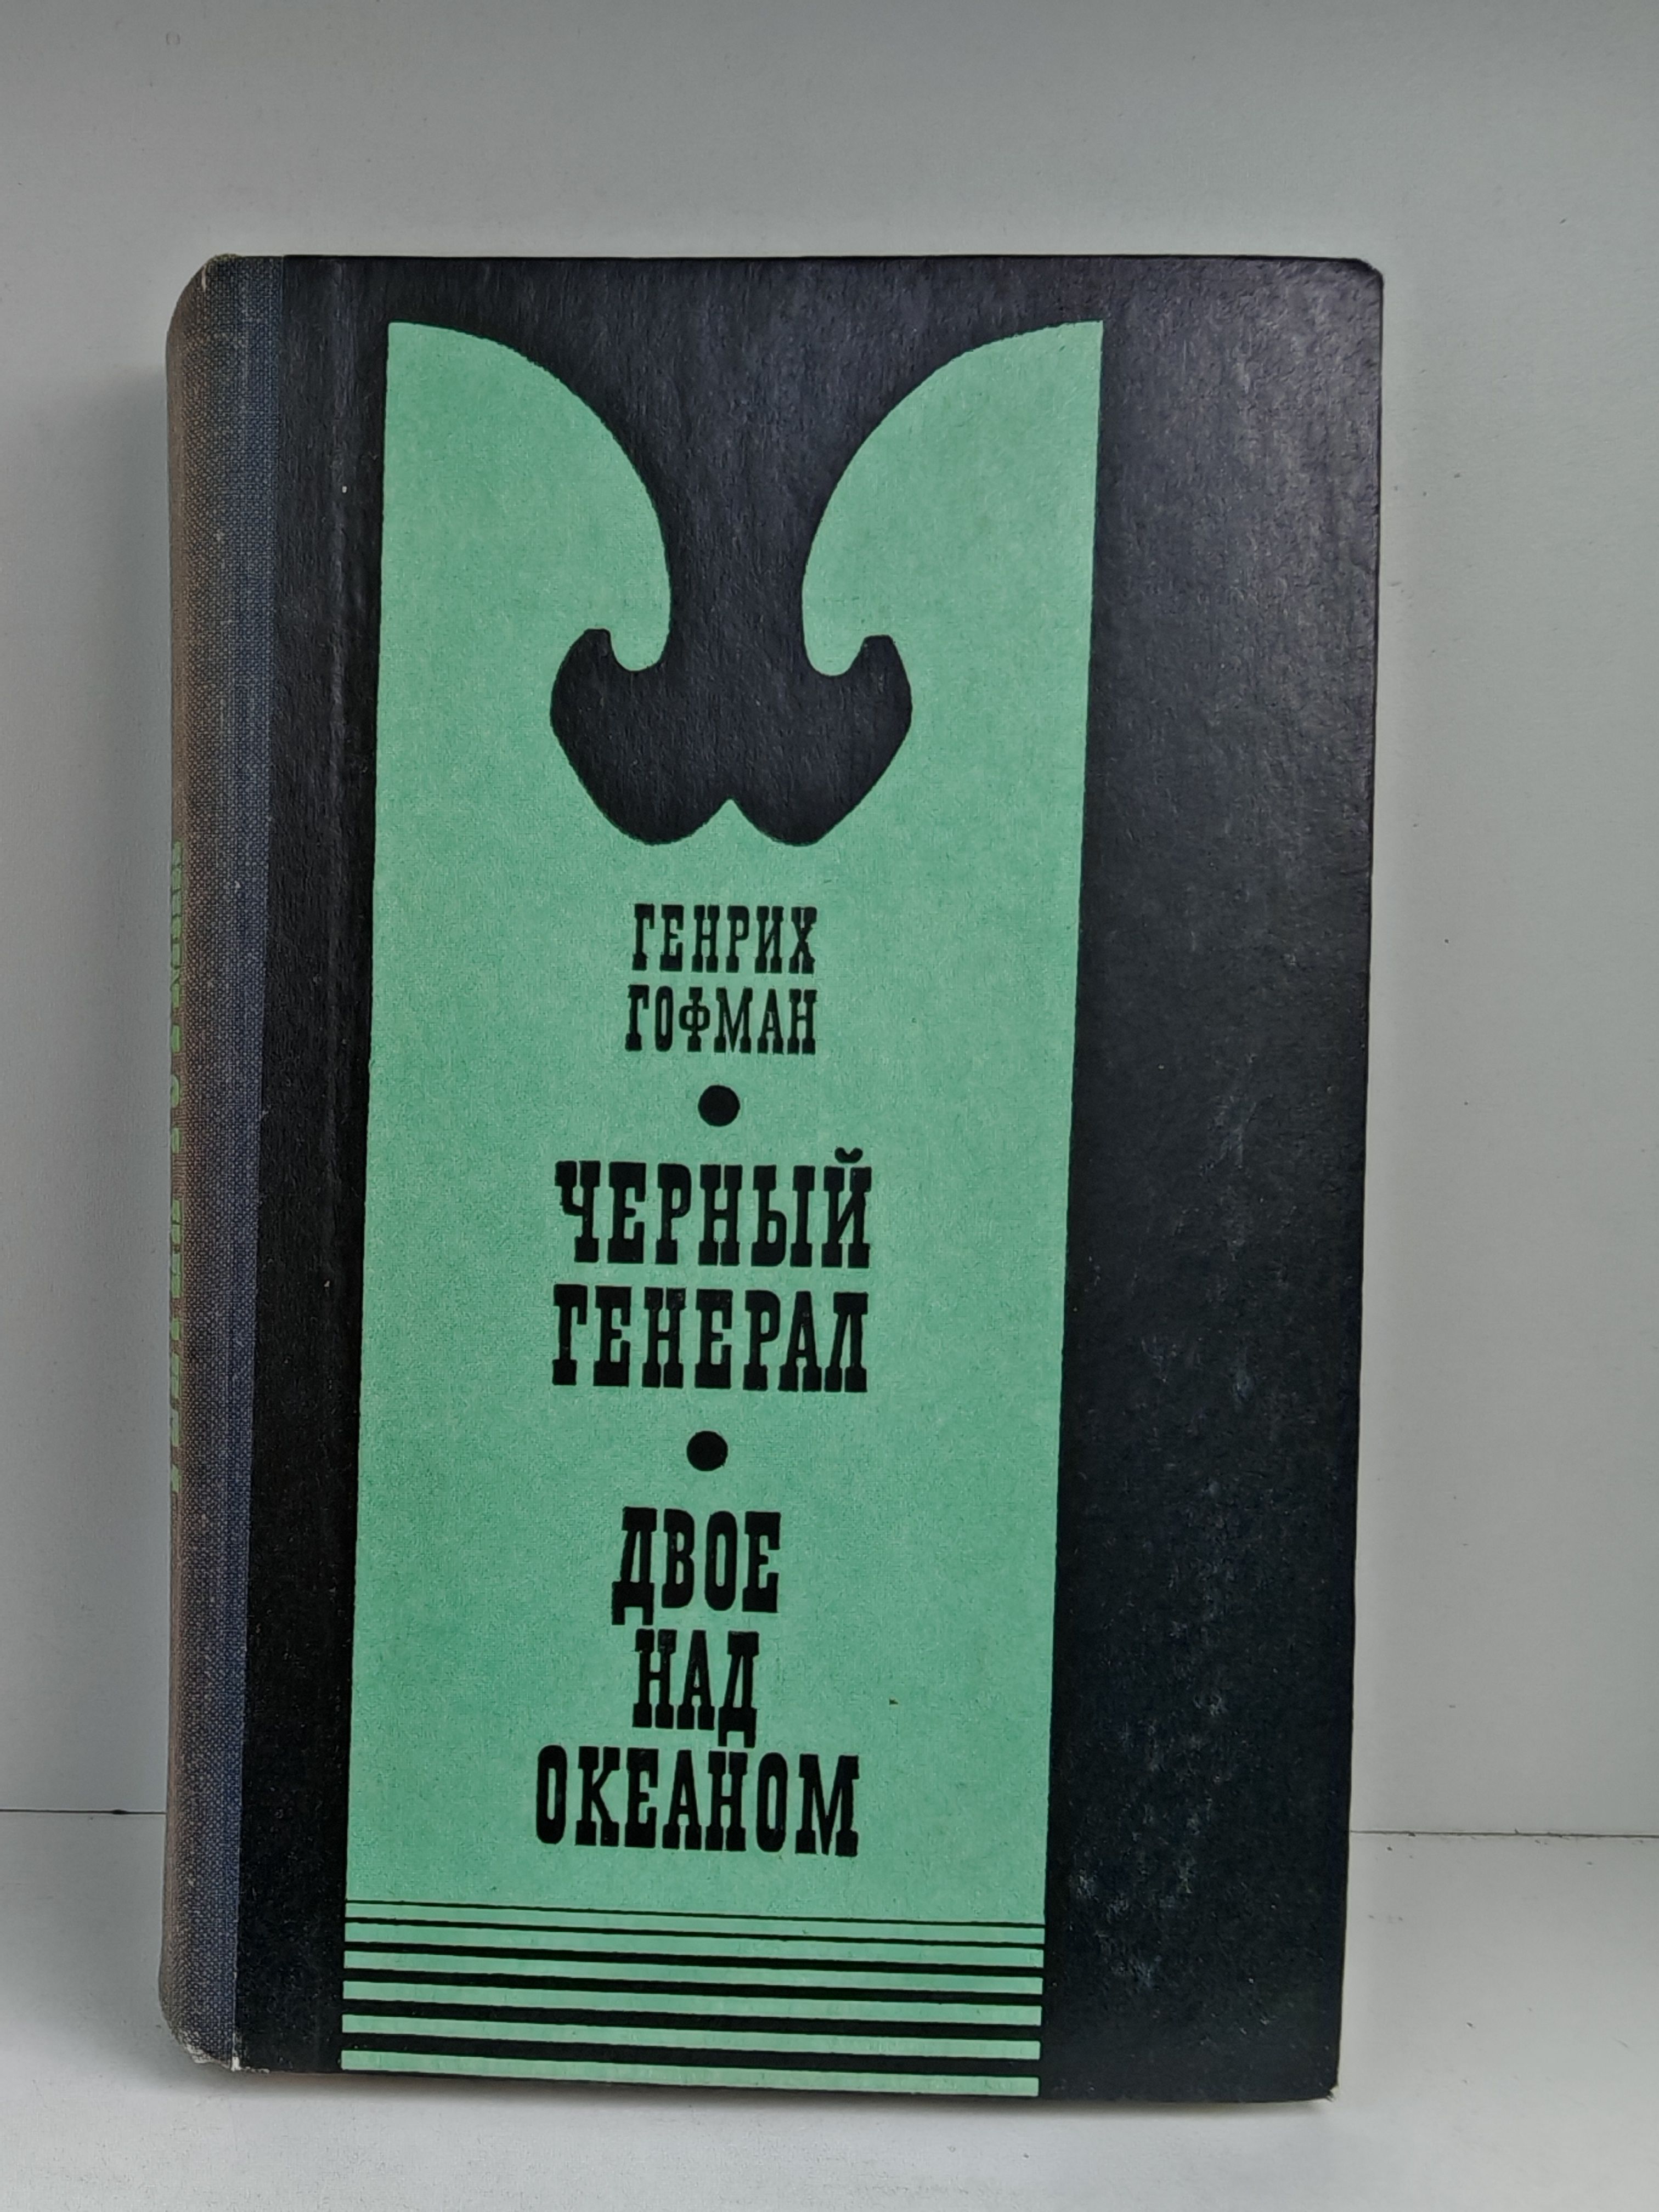 ГЕНРИХ
ГОФМАН
ЧЕРНЫЙ
ГЕНЕРАЛ
ДВОЕ
НАД
ОКЕАНОМ